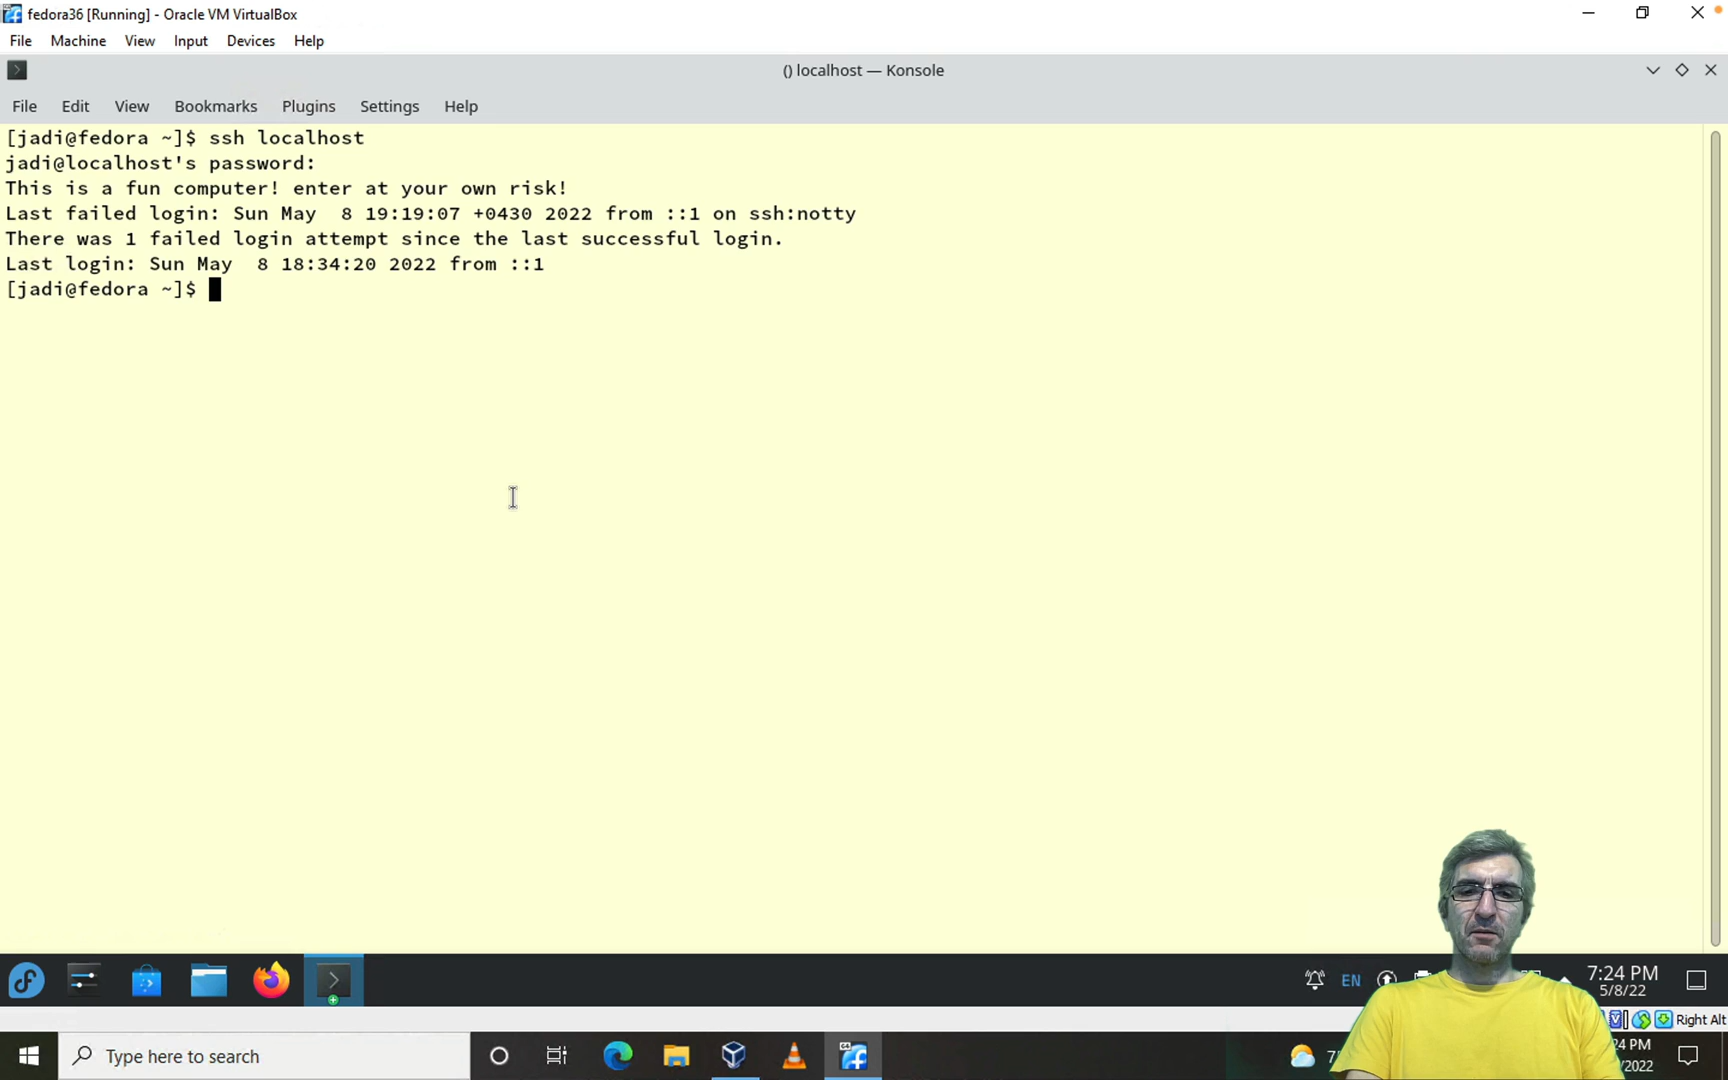 fedora36 [Running] - Oracle VM VirtualBox
File Machine View Input Devices Help
() localhost — Konsole
File Edit View Bookmarks Plugins Settings Help
[jadi@fedora ~]$ ssh localhost
jadi@localhost's password:
This is a fun computer! enter at your own risk!
Last failed login: Sun May  8 19:19:07 +0430 2022 from ::1 on ssh:notty
There was 1 failed login attempt since the last successful login.
Last login: Sun May  8 18:34:20 2022 from ::1
[jadi@fedora ~]$
EN
7:24 PM
5/8/22
Right Alt
Type here to search
64
24 PM
/2022